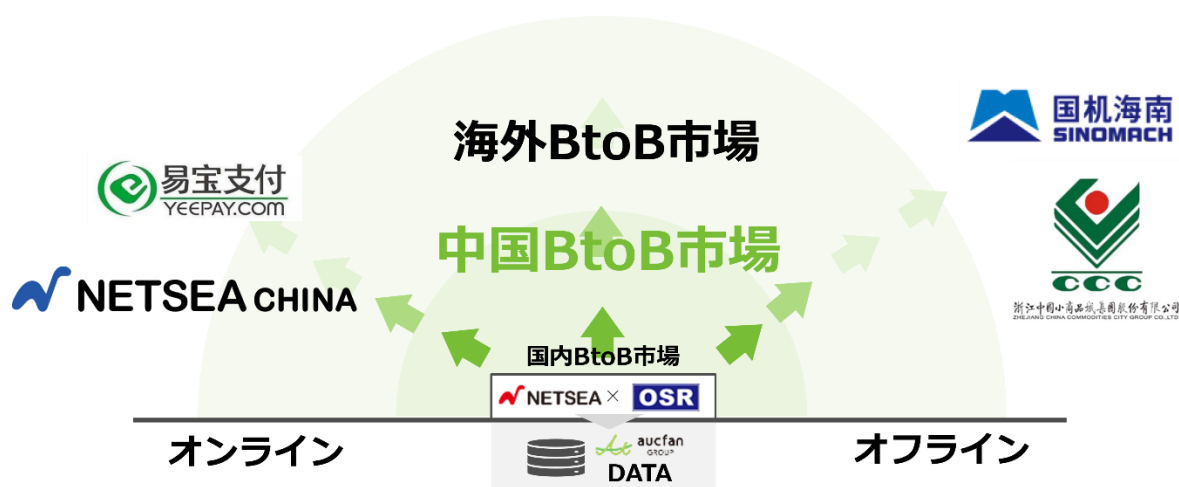 海外BtoB市場
国机海南
SINOMACH
易宝支付
YEEPAY.COM
中国BtoB市場
NETSEA CHINA
CCC
浙江中国小商品城集团股份有限公司
ZHEJIANG CHINA COMMODITIES CITY GROUP CO.,LTD
国内BtoB市場
NETSEA × OSR
オンライン
オフライン
aucfan
GROUP
DATA